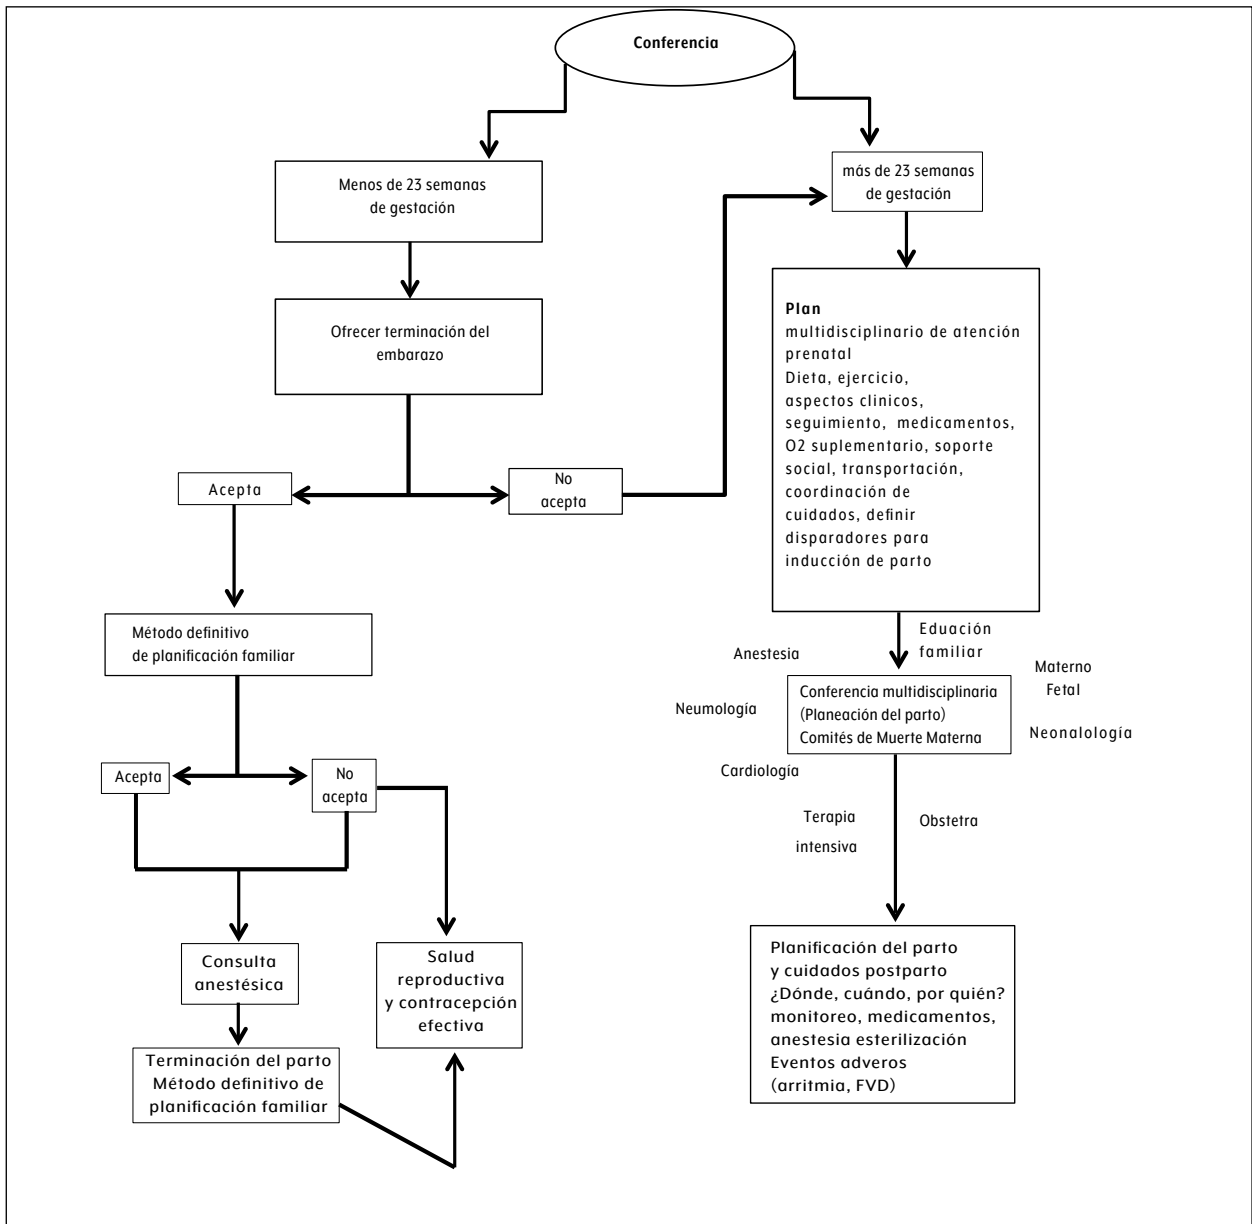 Conferencia
Menos de 23 semanas
de gestación
más de 23 semanas
de gestación
Ofrecer terminación del
embarazo
Plan
multidisciplinario de atención
prenatal
Dieta, ejercicio,
aspectos clinicos,
seguimiento, medicamentos,
O2 suplementario, soporte
social, transportación,
coordinación de
cuidados, definir
disparadores para
inducción de parto
Acepta
No
acepta
Método definitivo
de planificación familiar
Eduación
familiar
Anestesia
Materno
Fetal
Neumología
Conferencia multidisciplinaria
(Planeación del parto)
Comités de Muerte Materna
Neonalología
Cardiología
Terapia
intensiva
Obstetra
Acepta
No
acepta
Consulta
anestésica
Salud
reproductiva
y contracepción
efectiva
Terminación del parto
Método definitivo de
planificación familiar
Planificación del parto
y cuidados postparto
¿Dónde, cuándo, por quién?
monitoreo, medicamentos,
anestesia esterilización
Eventos adveros
(arritmia, FVD)